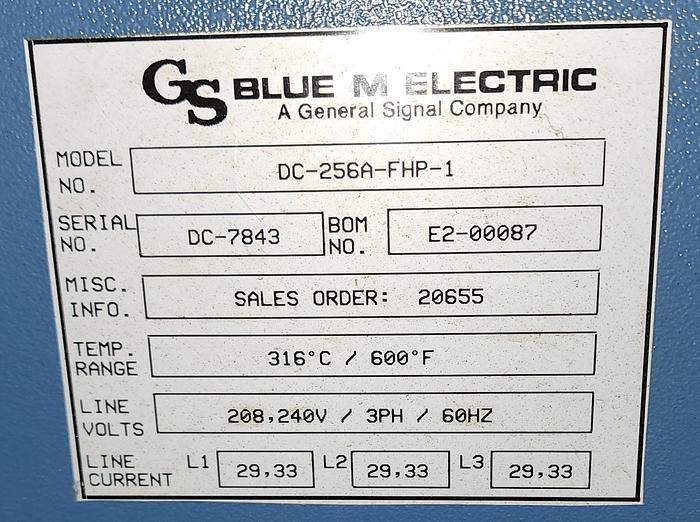 GS BLUE M ELECTRIC
A General Signal Company
MODEL NO. DC-256A-FHP-1
SERIAL NO. DC-7843 BOM NO. E2-00087
MISC. INFO. SALES ORDER: 20655
TEMP. RANGE 316°C / 600°F
LINE VOLTS 208,240V / 3PH / 60HZ
LINE CURRENT L1 29,33 L2 29,33 L3 29,33